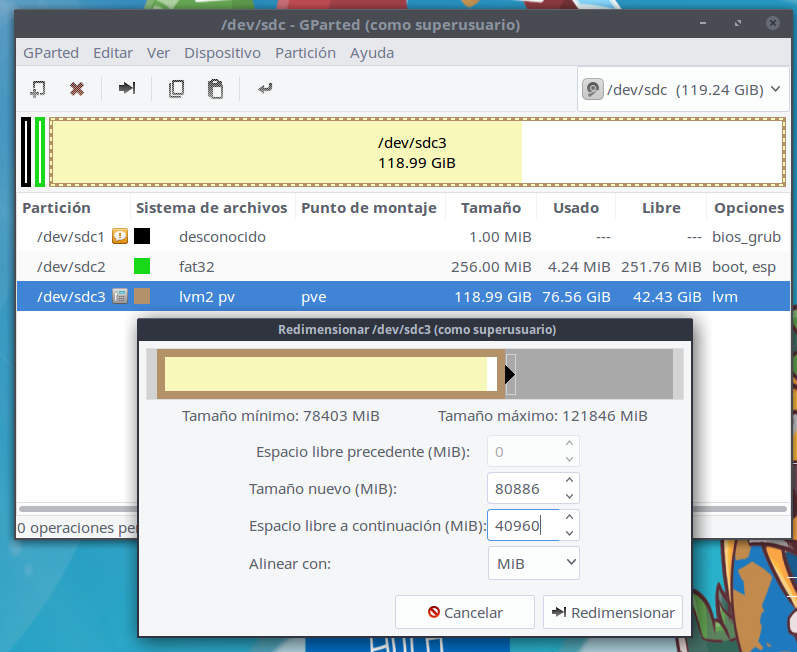 /dev/sdc - GParted (como superusuario)
GParted Editar Ver Dispositivo Partición Ayuda
/dev/sdc (119.24 GiB)
/dev/sdc3
118.99 GiB
Partición Sistema de archivos Punto de montaje Tamaño Usado Libre Opciones
/dev/sdc1 desconocido 1.00 MiB --- --- bios_grub
/dev/sdc2 fat32 256.00 MiB 4.24 MiB 251.76 MiB boot, esp
/dev/sdc3 lvm2 pv pve 118.99 GiB 76.56 GiB 42.43 GiB lvm
Redimensionar /dev/sdc3 (como superusuario)
Tamaño mínimo: 78403 MiB Tamaño máximo: 121846 MiB
Espacio libre precedente (MiB): 0
Tamaño nuevo (MiB): 80886
Espacio libre a continuación (MiB): 40960
0 operaciones
Alinear con: MiB
Cancelar Redimensionar